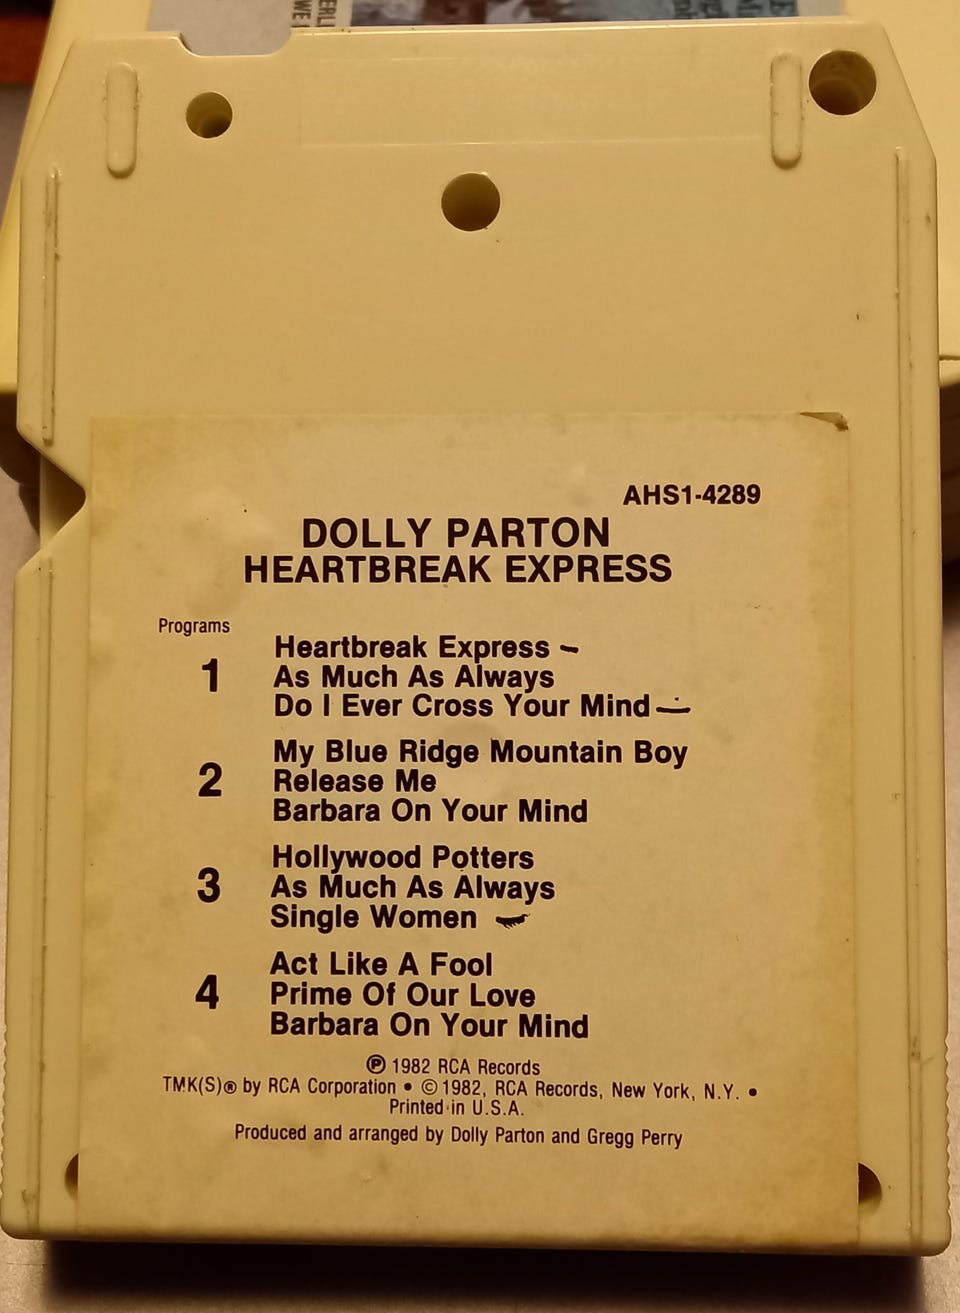 AHS1-4289
DOLLY PARTON
HEARTBREAK EXPRESS
Programs
1
Heartbreak Express
As Much As Always
Do I Ever Cross Your Mind
2
My Blue Ridge Mountain Boy
Release Me
Barbara On Your Mind
3
Hollywood Potters
As Much As Always
Single Women
4
Act Like A Fool
Prime Of Our Love
Barbara On Your Mind
℗ 1982 RCA Records
TMK(S)® by RCA Corporation • © 1982, RCA Records, New York, N.Y. •
Printed in U.S.A.
Produced and arranged by Dolly Parton and Gregg Perry